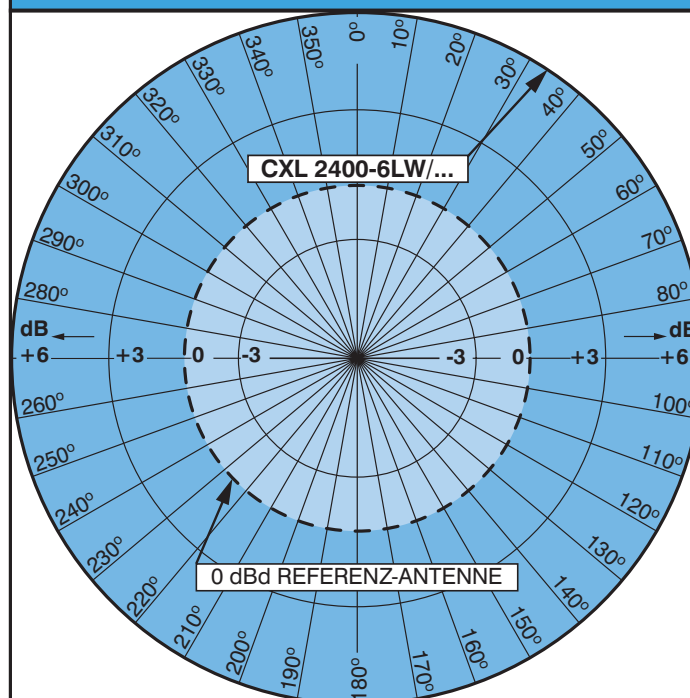 0° 10° 20° 30° 40° 50° 60° 70° 80°
350° 340° 330° 320° 310° 300° 290° 280°
CXL 2400-6LW/...
dB dB
+6 +3 0 -3 -3 0 +3 +6
260° 250° 240° 230° 220° 210° 200° 190° 180°
100° 110° 120° 130° 140° 150° 160° 170°
0 dBd REFERENZ-ANTENNE